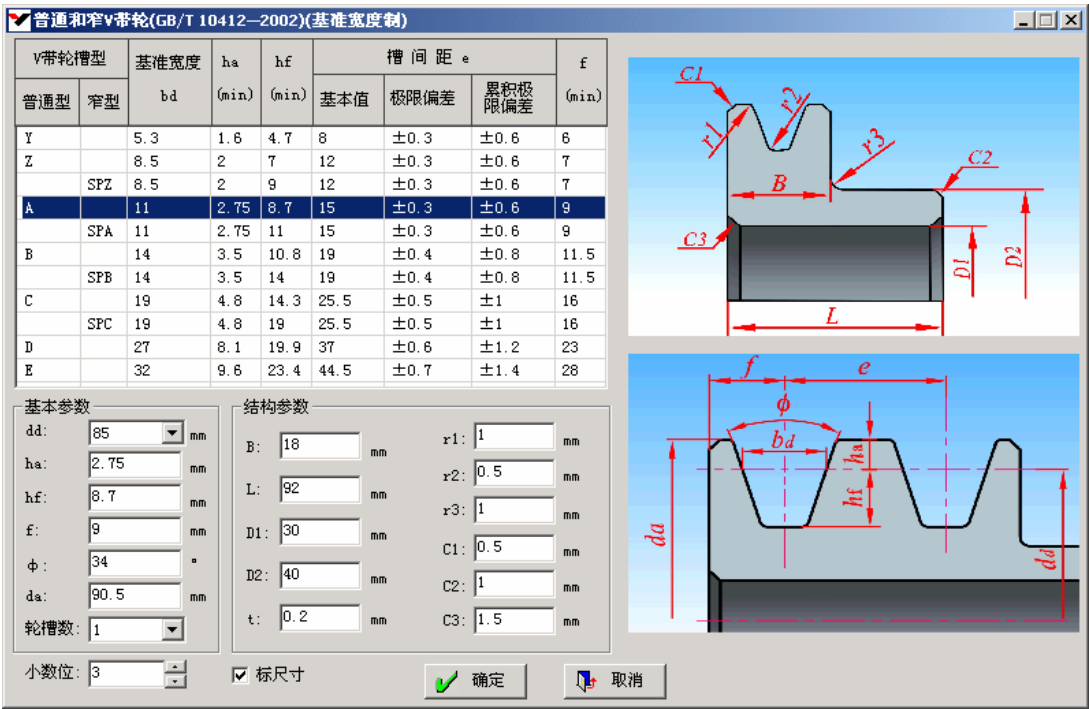 普通和窄V带轮(GB/T 10412—2002)(基准宽度制)
V带轮槽型 基准宽度 bd ha (min) hf (min) 槽 间 距 e f (min)
普通型 窄型 基本值 极限偏差 累积极限偏差
Y 5.3 1.6 4.7 8 ±0.3 ±0.6 6
Z 8.5 2 7 12 ±0.3 ±0.6 7
SPZ 8.5 2 9 12 ±0.3 ±0.6 7
A 11 2.75 8.7 15 ±0.3 ±0.6 9
SPA 11 2.75 11 15 ±0.3 ±0.6 9
B 14 3.5 10.8 19 ±0.4 ±0.8 11.5
SPB 14 3.5 14 19 ±0.4 ±0.8 11.5
C 19 4.8 14.3 25.5 ±0.5 ±1 16
SPC 19 4.8 19 25.5 ±0.5 ±1 16
D 27 8.1 19.9 37 ±0.6 ±1.2 23
E 32 9.6 23.4 44.5 ±0.7 ±1.4 28
基本参数
dd: 85 mm
ha: 2.75 mm
hf: 8.7 mm
f: 9 mm
ϕ: 34 °
da: 90.5 mm
轮槽数: 1
小数位: 3
结构参数
B: 18 mm
L: 92 mm
D1: 30 mm
D2: 40 mm
t: 0.2 mm
r1: 1 mm
r2: 0.5 mm
r3: 1 mm
C1: 0.5 mm
C2: 1 mm
C3: 1.5 mm
标尺寸
确定
取消
C1
r1
r2
r3
C2
B
C3
D1
D2
L
f
e
ϕ
bd
ha
hf
da
dd